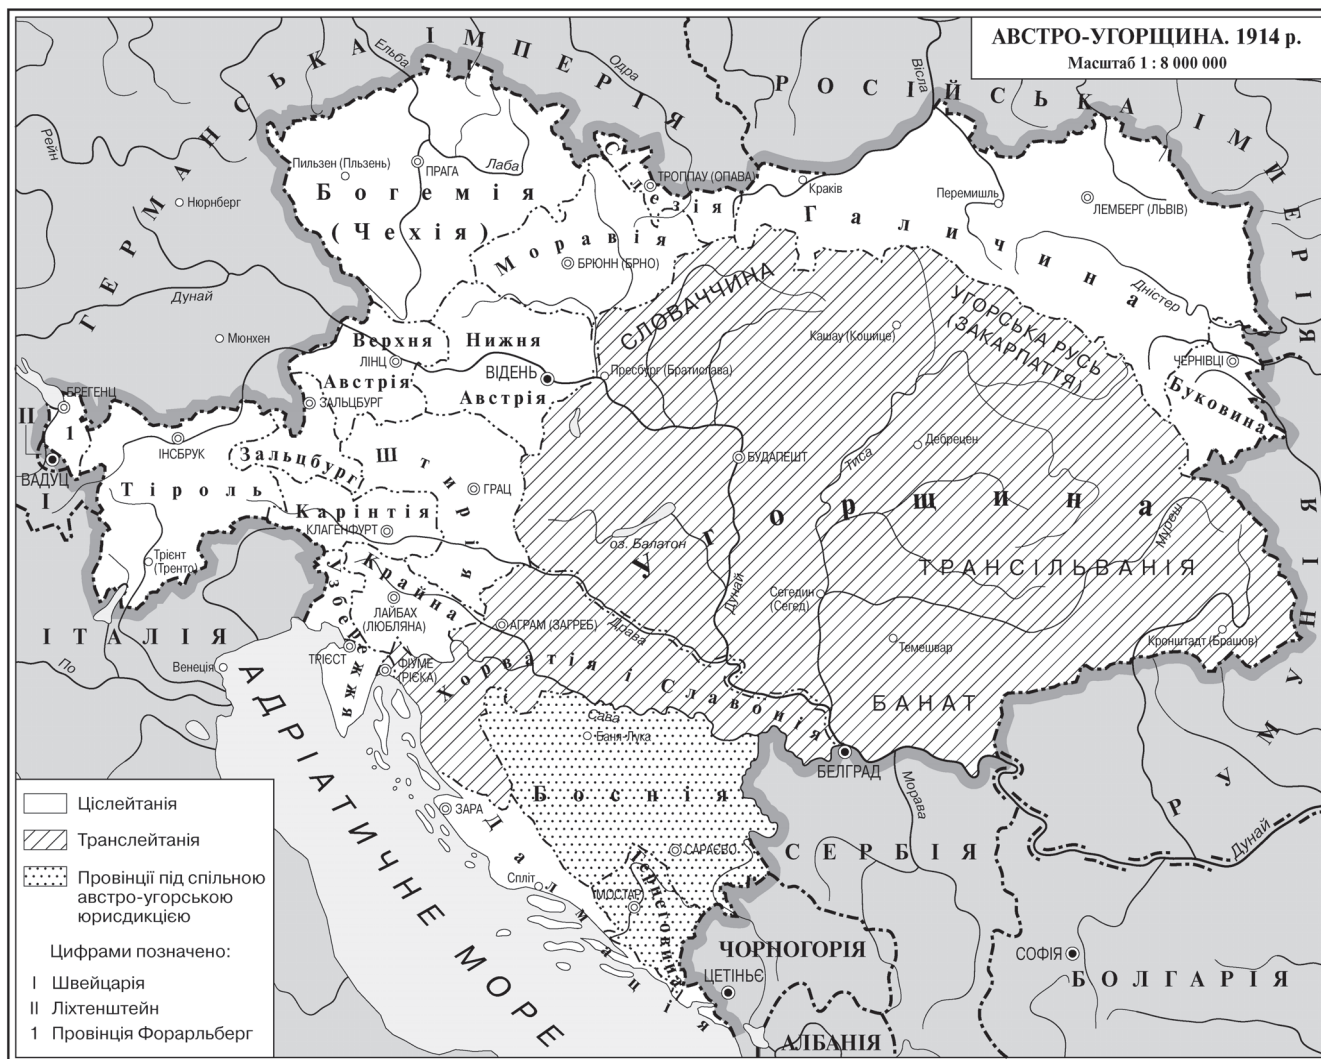 АВСТРО-УГОРЩИНА. 1914 р.
Масштаб 1 : 8 000 000
ГЕРМАНСЬКА ІМПЕРІЯ
РОСІЙСЬКА ІМПЕРІЯ
Ельба
Одра
Вісла
Рейн
Пильзен (Пльзень)
ПРАГА
Лаба
Богемія
(Чехія)
Сілезія
ТРОППАУ (ОПАВА)
Краків
Перемишль
ЛЕМБЕРГ (ЛЬВІВ)
Галичина
Нюрнберг
Моравія
БРЮНН (БРНО)
Дунай
Дністер
СЛОВАЧЧИНА
УГОРСЬКА РУСЬ
(ЗАКАРПАТТЯ)
Кашау (Кошице)
Мюнхен
Верхня
Австрія
Нижня
Австрія
ЛІНЦ
ВІДЕНЬ
Пресбург (Братислава)
ЧЕРНІВЦІ
Буковина
БРЕГЕНЦ
ЗАЛЬЦБУРГ
II
I
1
ВАДУЦ
I
ІНСБРУК
Зальцбург
Штирія
ГРАЦ
БУДАПЕШТ
Тиса
Дебрецен
Тіроль
Карінтія
КЛАГЕНФУРТ
Угорщина
оз. Балатон
Муреш
Трієнт
(Тренто)
ТРАНСІЛЬВАНІЯ
Узбережжя
Крайна
ЛАЙБАХ
(ЛЮБЛЯНА)
АГРАМ (ЗАГРЕБ)
Драва
Дунай
Сегедин
(Сегед)
Темешвар
Кронштадт (Брашов)
ІТАЛІЯ
По
Венеція
ТРІЄСТ
ФІУМЕ
(РІЄКА)
Хорватія і Славонія
БАНАТ
РУМУНІЯ
АДРІАТИЧНЕ МОРЕ
Сава
Баня-Лука
БЕЛГРАД
Морава
Боснія
ЗАРА
Далмація
САРАЄВО
Спліт
МОСТАР
Герцеговина
СЕРБІЯ
Дунай
ЧОРНОГОРІЯ
ЦЕТІНЬЄ
СОФІЯ
БОЛГАРІЯ
АЛБАНІЯ
Ціслейтанія
Транслейтанія
Провінції під спільною
австро-угорською
юрисдикцією
Цифрами позначено:
I Швейцарія
II Ліхтенштейн
1 Провінція Форарльберг